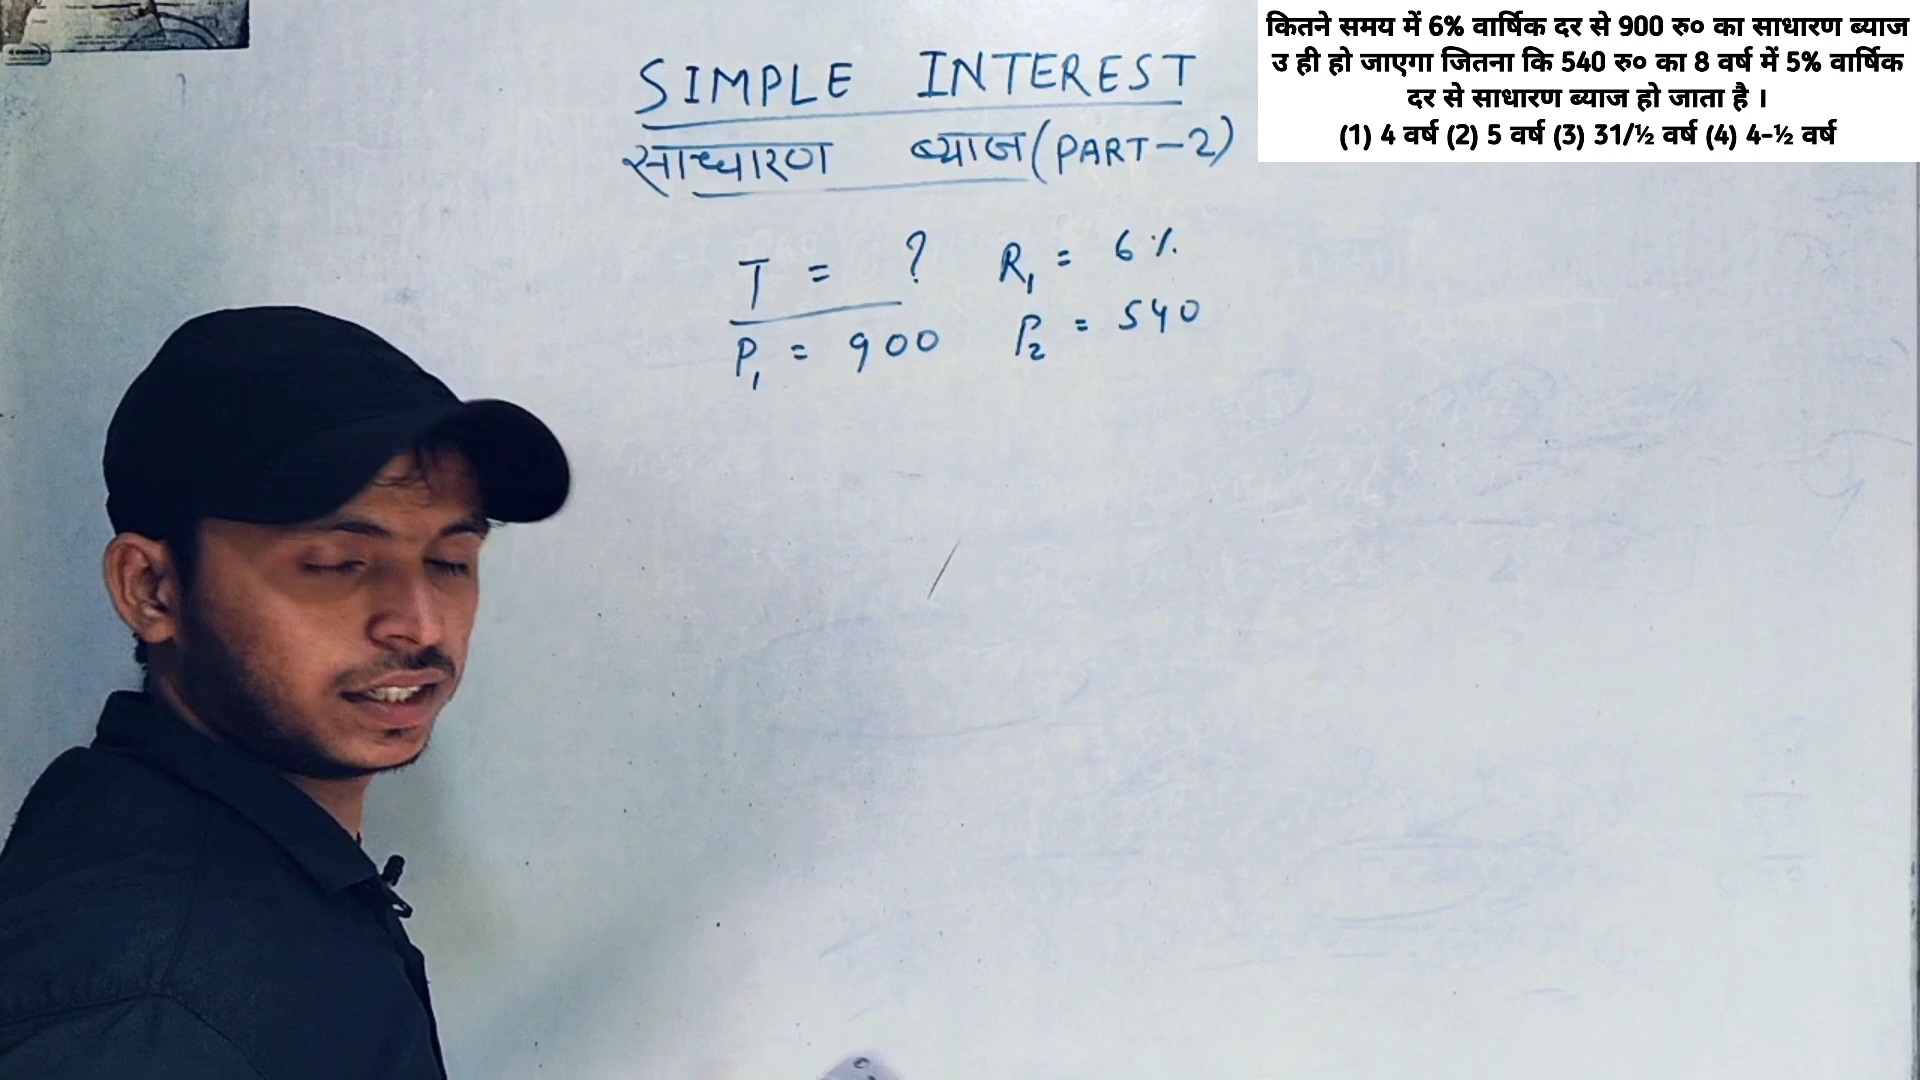 SIMPLE INTEREST
साधारण ब्याज (PART-2)
कितने समय में 6% वार्षिक दर से 900 रु० का साधारण ब्याज
उ ही हो जाएगा जितना कि 540 रु० का 8 वर्ष में 5% वार्षिक
दर से साधारण ब्याज हो जाता है ।
(1) 4 वर्ष (2) 5 वर्ष (3) 31/½ वर्ष (4) 4-½ वर्ष
T = ? R₁ = 6%
P₁ = 900 P₂ = 540